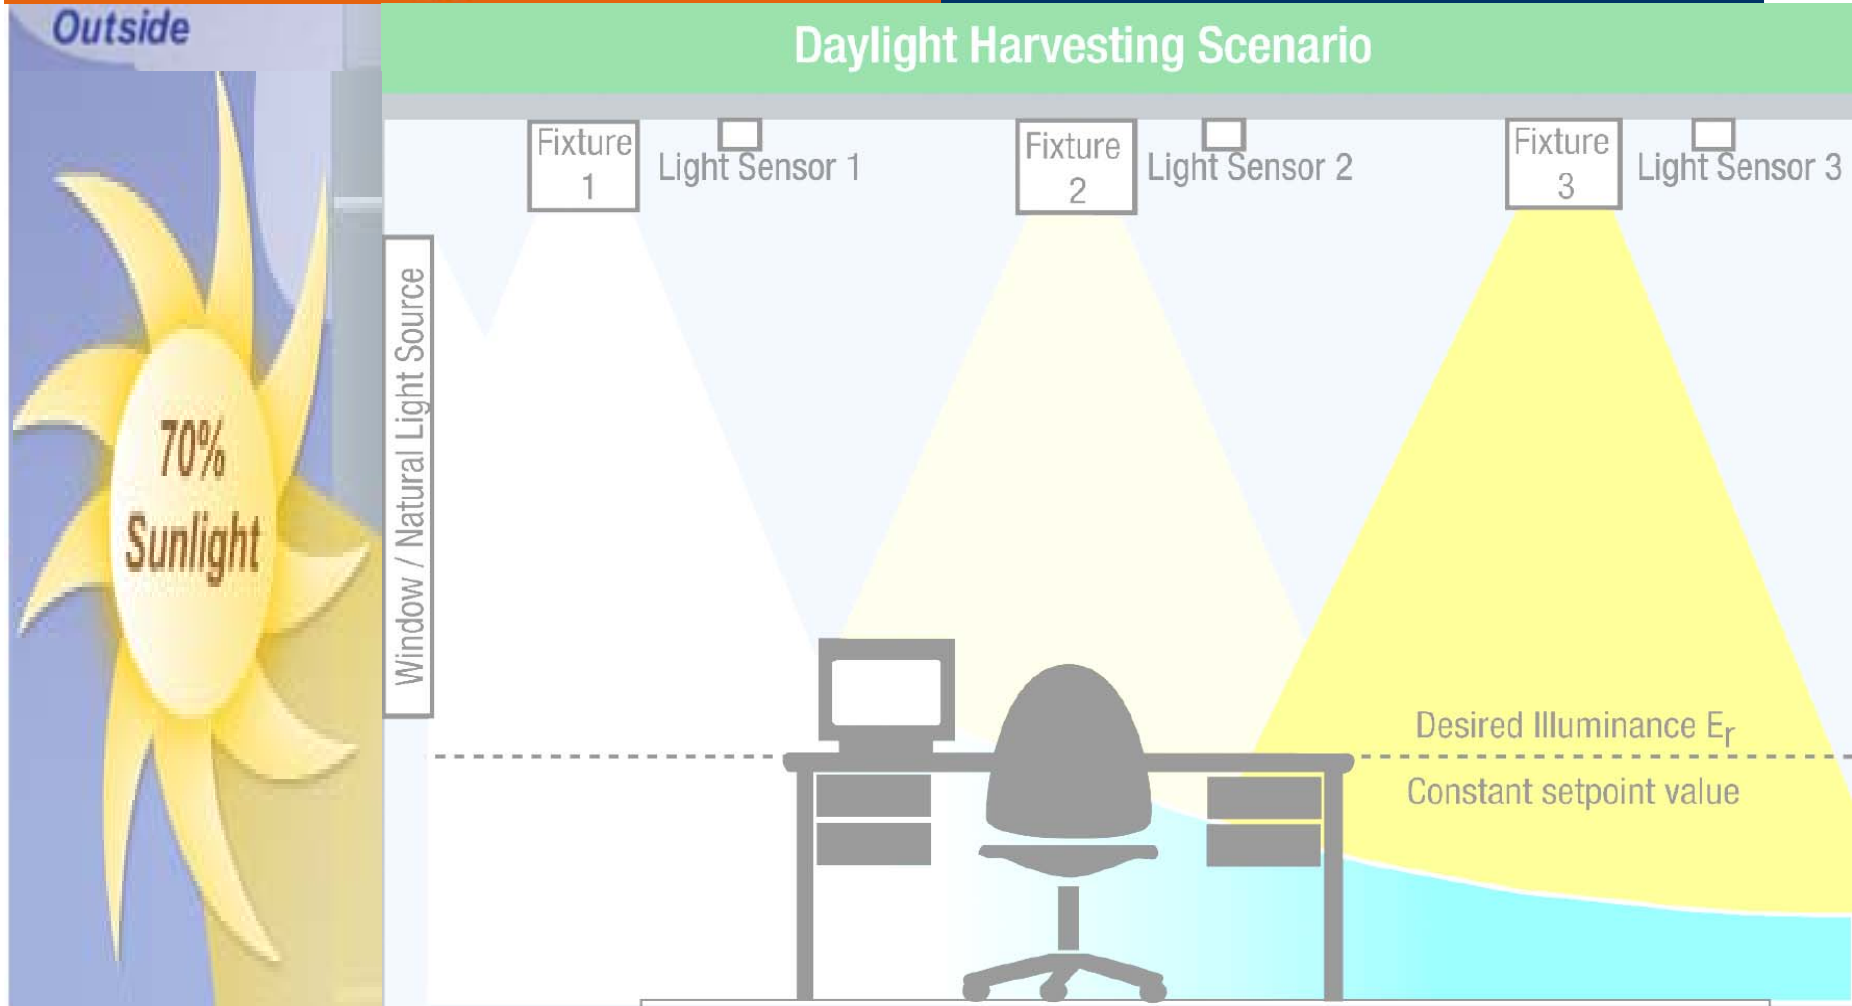 Outside
Daylight Harvesting Scenario
Fixture
1
Light Sensor 1
Fixture
2
Light Sensor 2
Fixture
3
Light Sensor 3
Window / Natural Light Source
70%
Sunlight
Desired Illuminance Er
Constant setpoint value